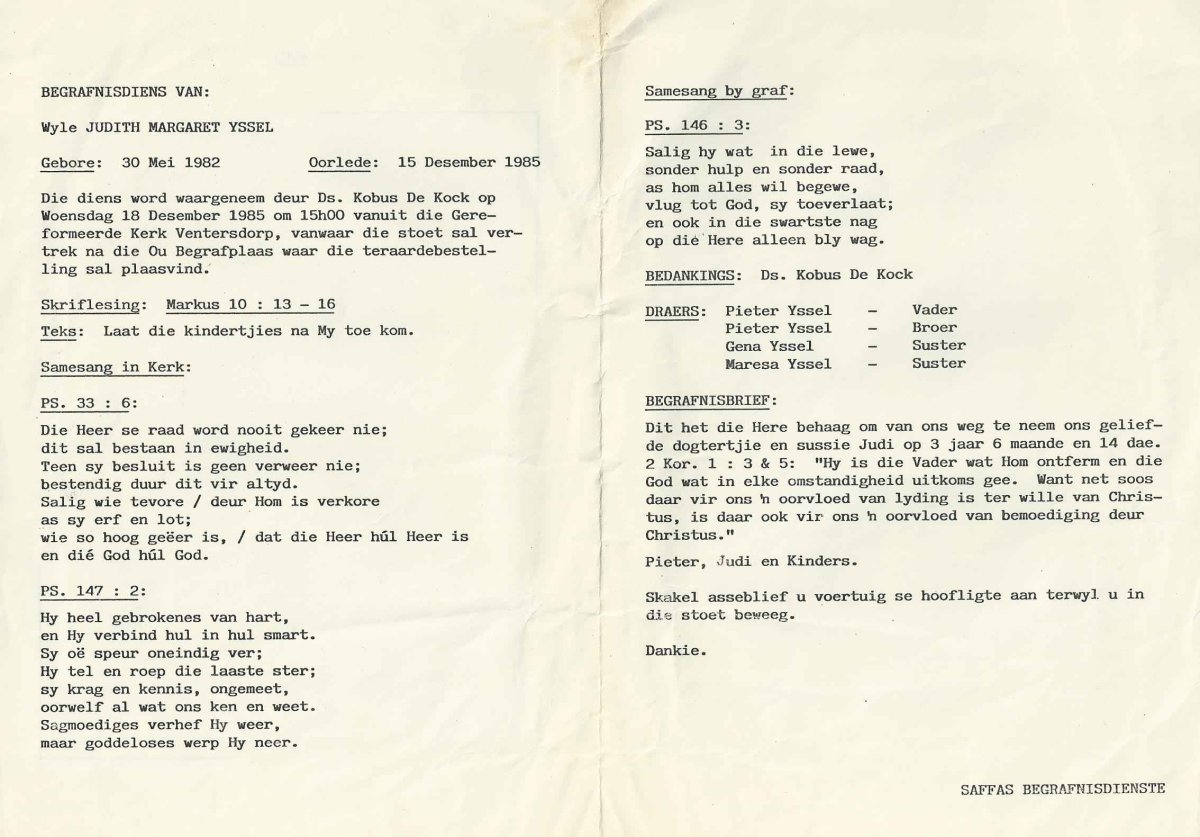 BEGRAFNISDIENS VAN:
Wyle JUDITH MARGARET YSSEL
Gebore: 30 Mei 1982 Oorlede: 15 Desember 1985
Die diens word waargeneem deur Ds. Kobus De Kock op
Woensdag 18 Desember 1985 om 15h00 vanuit die Gere-
formeerde Kerk Ventersdorp, vanwaar die stoet sal ver-
trek na die Ou Begrafplaas waar die teraardebestel-
ling sal plaasvind.
Skriflesing: Markus 10 : 13 - 16
Teks: Laat die kindertjies na My toe kom.
Samesang in Kerk:
PS. 33 : 6:
Die Heer se raad word nooit gekeer nie;
dit sal bestaan in ewigheid.
Teen sy besluit is geen verweer nie;
bestendig duur dit vir altyd.
Salig wie tevore / deur Hom is verkore
as sy erf en lot;
wie so hoog geëer is, / dat die Heer húl Heer is
en dié God húl God.
PS. 147 : 2:
Hy heel gebrokenes van hart,
en Hy verbind hul in hul smart.
Sy oë speur oneindig ver;
Hy tel en roep die laaste ster;
sy krag en kennis, ongemeet,
oorwelf al wat ons ken en weet.
Sagmoediges verhef Hy weer,
maar goddeloses werp Hy neer.
Samesang by graf:
PS. 146 : 3:
Salig hy wat in die lewe,
sonder hulp en sonder raad,
as hom alles wil begewe,
vlug tot God, sy toeverlaat;
en ook in die swartste nag
op dié Here alleen bly wag.
BEDANKINGS: Ds. Kobus De Kock
DRAERS: Pieter Yssel - Vader
Pieter Yssel - Broer
Gena Yssel - Suster
Maresa Yssel - Suster
BEGRAFNISBRIEF:
Dit het die Here behaag om van ons weg te neem ons gelief-
de dogtertjie en sussie Judi op 3 jaar 6 maande en 14 dae.
2 Kor. 1 : 3 & 5: "Hy is die Vader wat Hom ontferm en die
God wat in elke omstandigheid uitkoms gee. Want net soos
daar vir ons 'n oorvloed van lyding is ter wille van Chris-
tus, is daar ook vir ons 'n oorvloed van bemoediging deur
Christus."
Pieter, Judi en Kinders.
Skakel asseblief u voertuig se hoofligte aan terwyl u in
die stoet beweeg.
Dankie.
SAFFAS BEGRAFNISDIENSTE